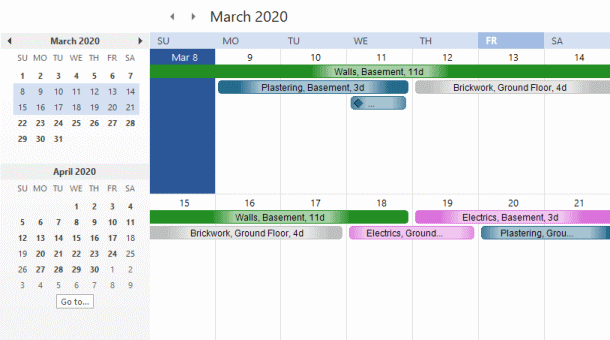 March 2020
March 2020
SU MO TU WE TH FR SA
1 2 3 4 5 6 7
8 9 10 11 12 13 14
15 16 17 18 19 20 21
22 23 24 25 26 27 28
29 30 31
April 2020
SU MO TU WE TH FR SA
1 2 3 4
5 6 7 8 9 10 11
12 13 14 15 16 17 18
19 20 21 22 23 24 25
26 27 28 29 30 1 2
3 4 5 6 7 8 9
Go to...
SU MO TU WE TH FR SA
Mar 8 9 10 11 12 13 14
Walls, Basement, 11d
Plastering, Basement, 3d Brickwork, Ground Floor, 4d
...
15 16 17 18 19 20 21
Walls, Basement, 11d Electrics, Basement, 3d
Brickwork, Ground Floor, 4d Electrics, Ground... Plastering, Grou...